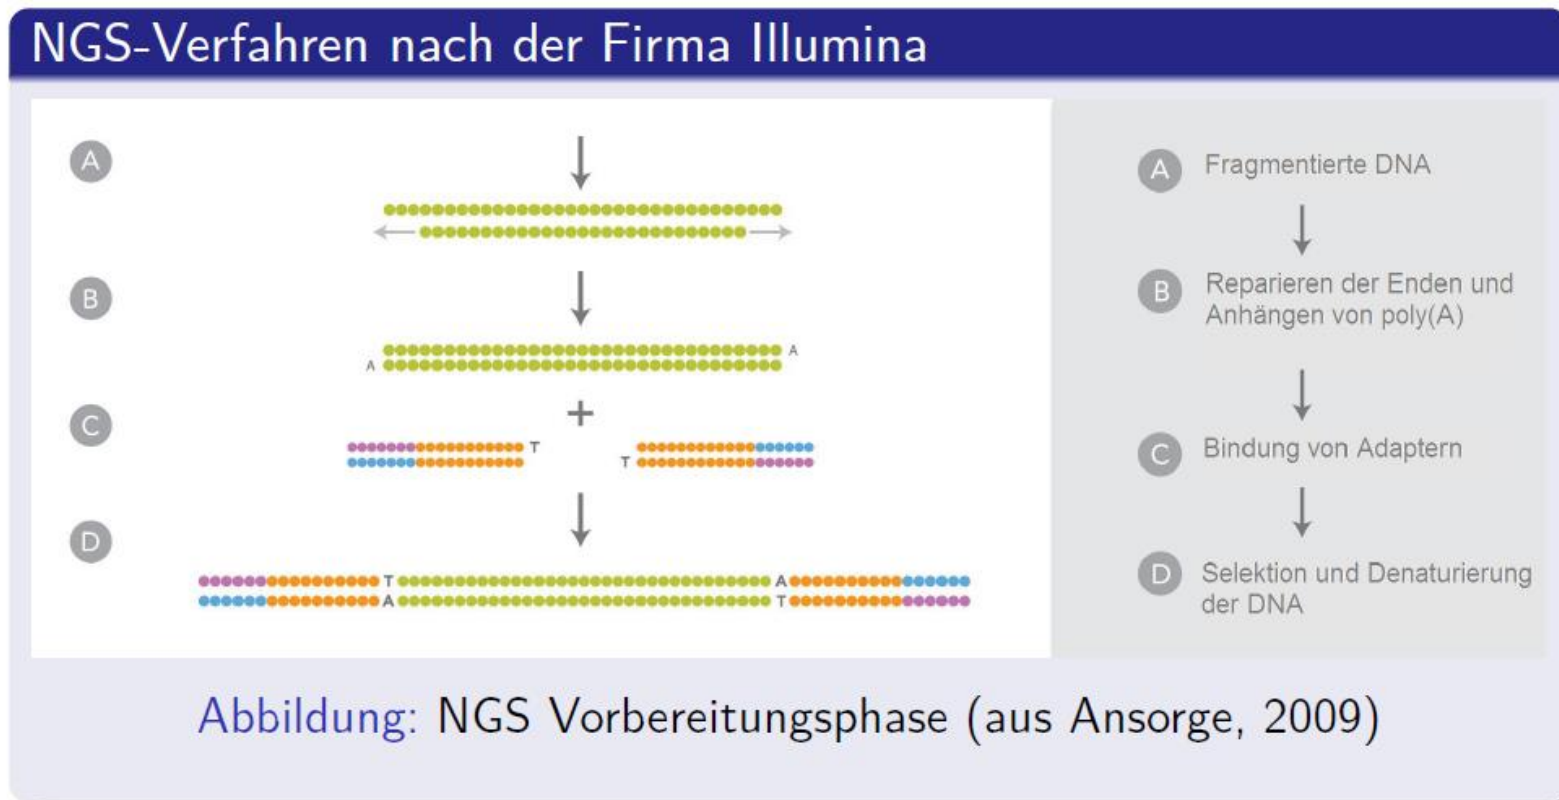 NGS-Verfahren nach der Firma Illumina
A
B
A
A
C
T
T
D
T
A
A
T
A Fragmentierte DNA
B Reparieren der Enden und
Anhängen von poly(A)
C Bindung von Adaptern
D Selektion und Denaturierung
der DNA
Abbildung: NGS Vorbereitungsphase (aus Ansorge, 2009)